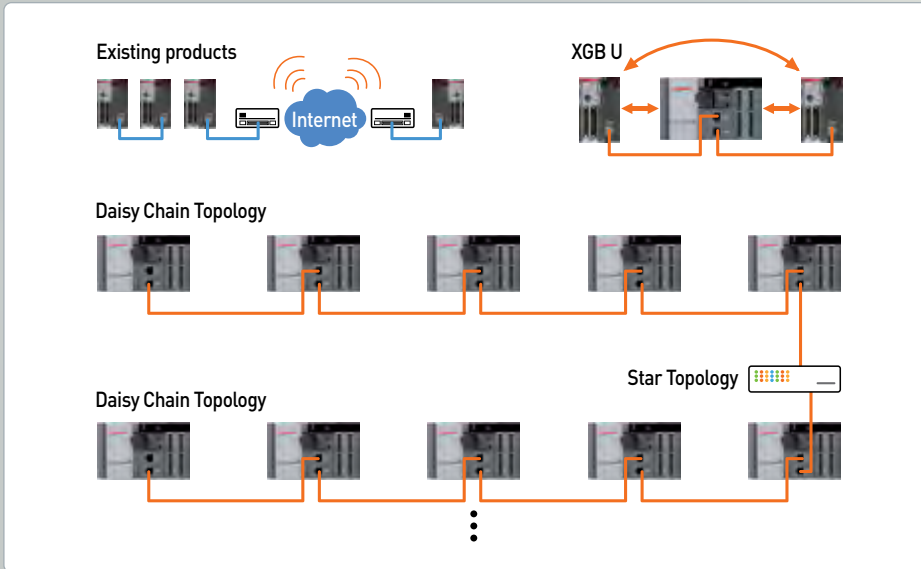 Existing products
XGB U
Internet
Daisy Chain Topology
Star Topology
Daisy Chain Topology